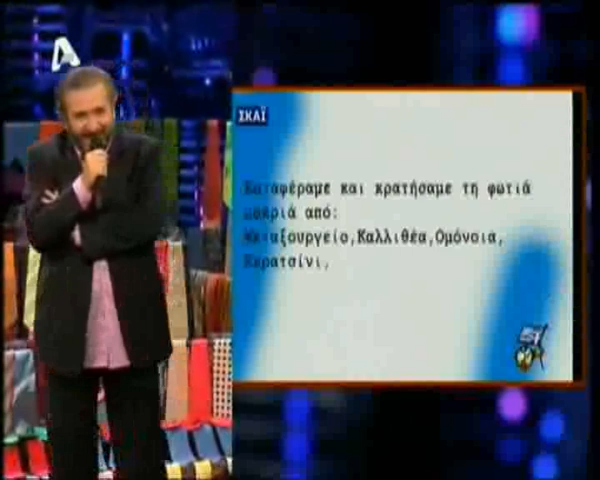 ΣΚΑΪ
Καταφέραμε και κρατήσαμε τη φωτιά
μακριά από:
Μεταξουργείο,Καλλιθέα,Ομόνοια,
Κερατσίνι,